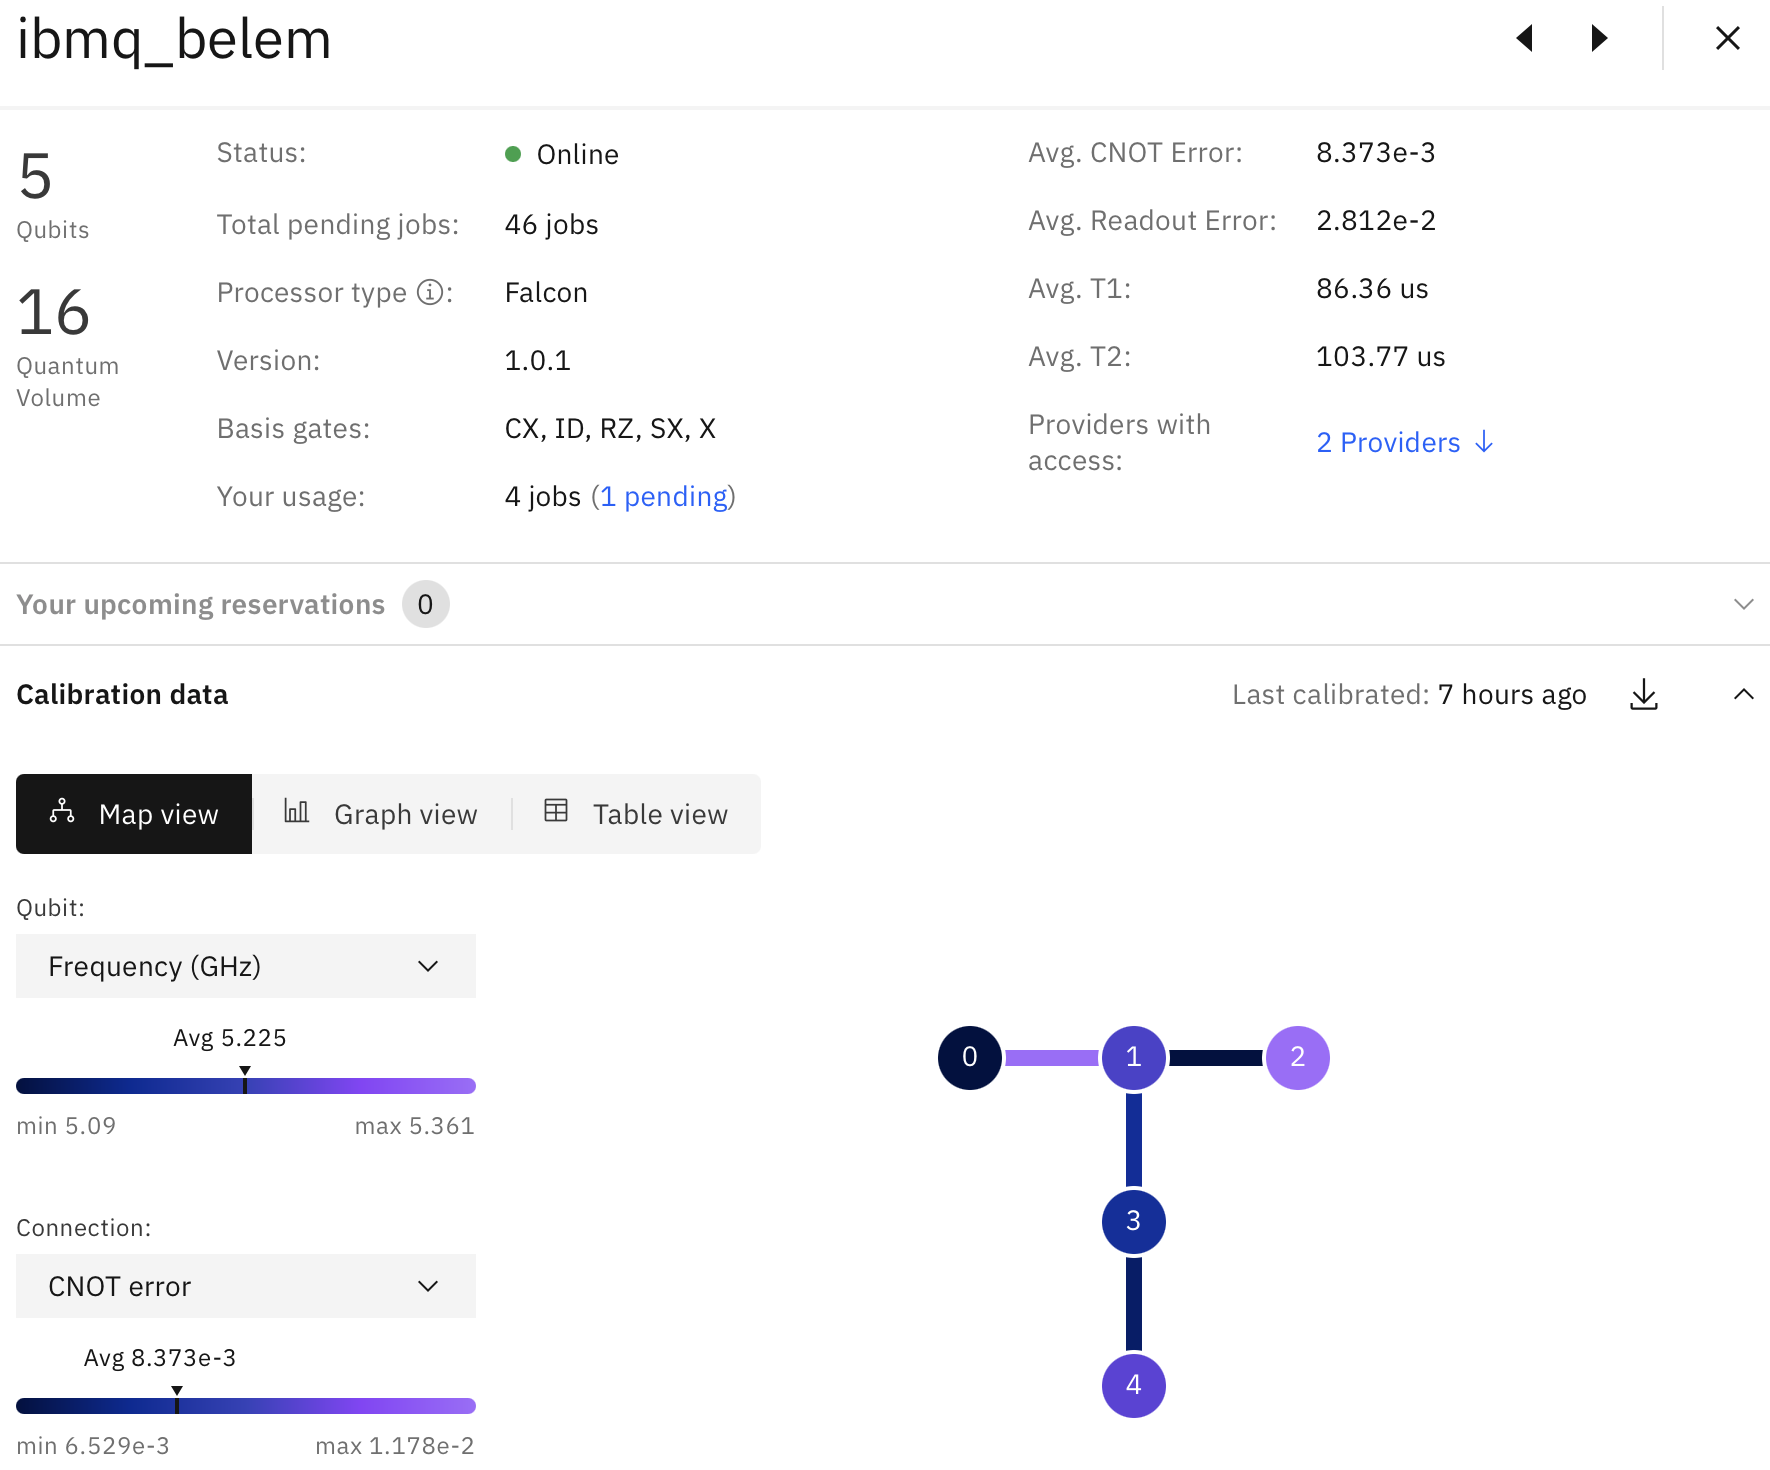 ibmq_belem
5
Qubits
16
Quantum
Volume
Status: Online
Total pending jobs: 46 jobs
Processor type : Falcon
Version: 1.0.1
Basis gates: CX, ID, RZ, SX, X
Your usage: 4 jobs (1 pending)
Avg. CNOT Error: 8.373e-3
Avg. Readout Error: 2.812e-2
Avg. T1: 86.36 us
Avg. T2: 103.77 us
Providers with
access: 2 Providers ↓
Your upcoming reservations 0
Calibration data Last calibrated: 7 hours ago
Map view Graph view Table view
Qubit:
Frequency (GHz)
Avg 5.225
min 5.09 max 5.361
Connection:
CNOT error
Avg 8.373e-3
min 6.529e-3 max 1.178e-2
0 1 2
3
4